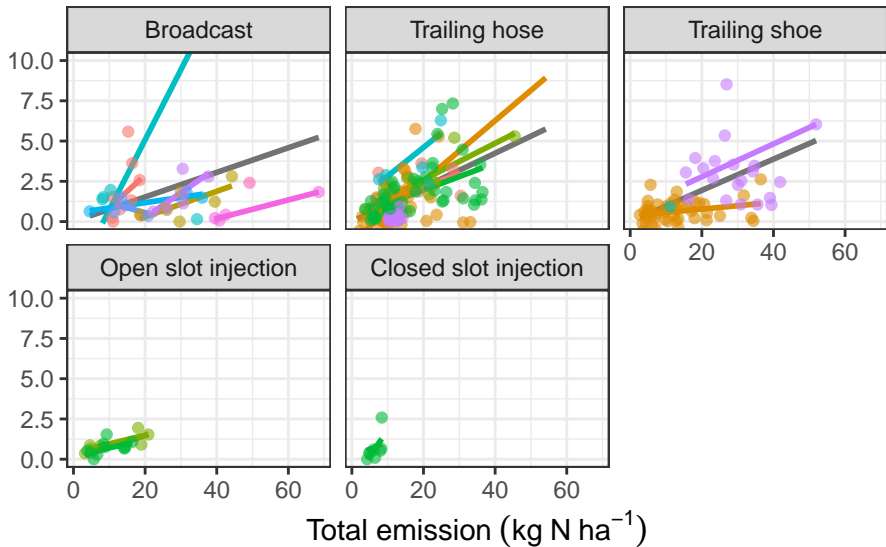 Broadcast Trailing hose Trailing shoe
10.0
7.5
5.0
2.5
0.0
0 20 40 60
Open slot injection Closed slot injection
10.0
7.5
5.0
2.5
0.0
0 20 40 60 0 20 40 60
Total emission (kg N ha⁻¹)